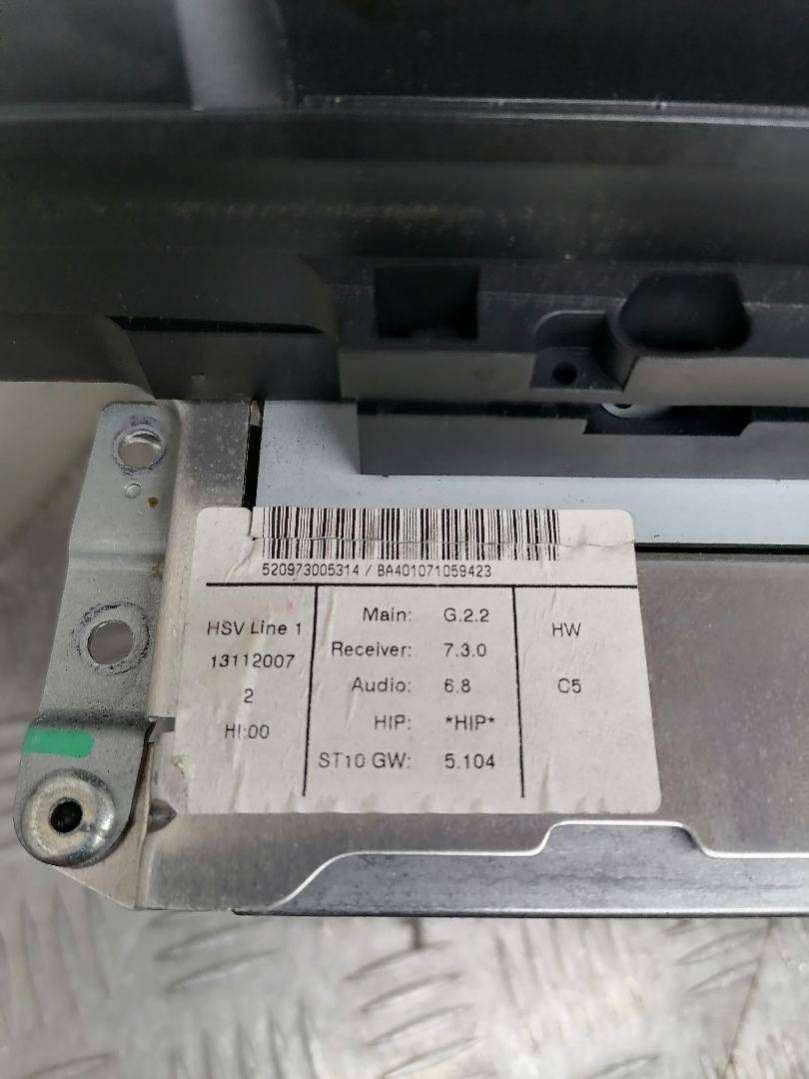 520973005314 / BA401071059423
HSV Line 1
13112007
2
HI:00
Main: G.2.2
Receiver: 7.3.0
Audio: 6.8
HIP: *HIP*
ST10 GW: 5.104
HW
C5